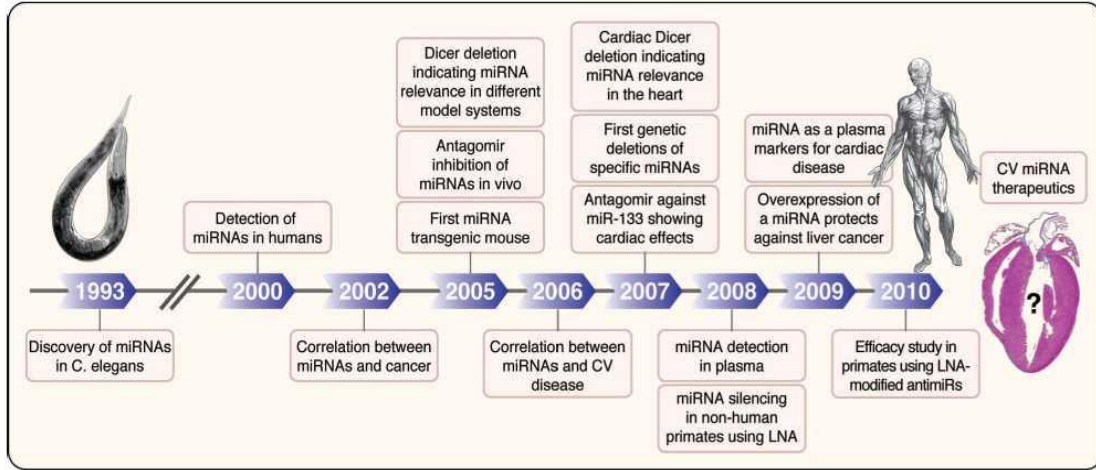 Dicer deletion
indicating miRNA
relevance in different
model systems
Antagomir
inhibition of
miRNAs in vivo
First miRNA
transgenic mouse
Cardiac Dicer
deletion indicating
miRNA relevance
in the heart
First genetic
deletions of
specific miRNAs
Antagomir against
miR-133 showing
cardiac effects
miRNA as a plasma
markers for cardiac
disease
Overexpression of
a miRNA protects
against liver cancer
CV miRNA
therapeutics
Detection of
miRNAs in humans
1993
2000
2002
2005
2006
2007
2008
2009
2010
?
Discovery of miRNAs
in C. elegans
Correlation between
miRNAs and cancer
Correlation between
miRNAs and CV
disease
miRNA detection
in plasma
miRNA silencing
in non-human
primates using LNA
Efficacy study in
primates using LNA-
modified antimiRs